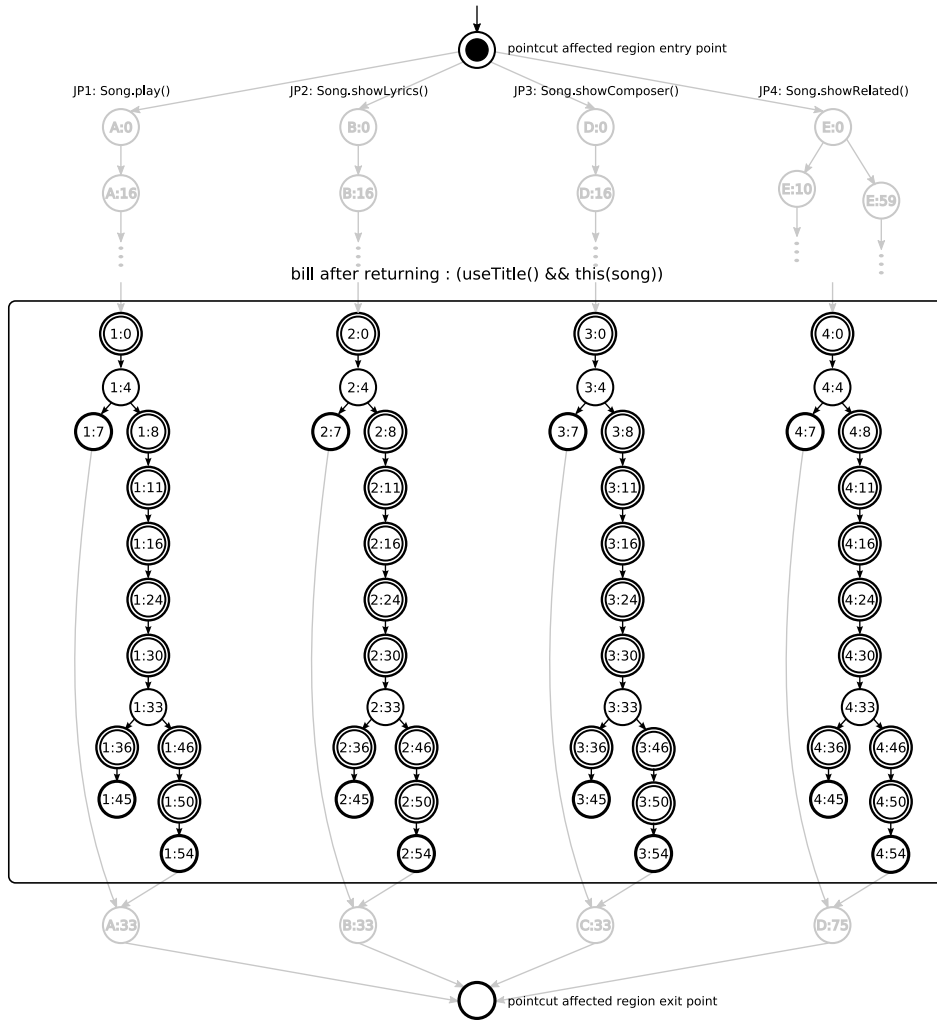 pointcut affected region entry point
JP1: Song.play()
JP2: Song.showLyrics()
JP3: Song.showComposer()
JP4: Song.showRelated()
A:0
B:0
D:0
E:0
A:16
B:16
D:16
E:10
E:59
bill after returning : (useTitle() && this(song))
1:0
2:0
3:0
4:0
1:4
2:4
3:4
4:4
1:7
1:8
2:7
2:8
3:7
3:8
4:7
4:8
1:11
2:11
3:11
4:11
1:16
2:16
3:16
4:16
1:24
2:24
3:24
4:24
1:30
2:30
3:30
4:30
1:33
2:33
3:33
4:33
1:36
1:46
2:36
2:46
3:36
3:46
4:36
4:46
1:45
1:50
2:45
2:50
3:45
3:50
4:45
4:50
1:54
2:54
3:54
4:54
A:33
B:33
C:33
D:75
pointcut affected region exit point